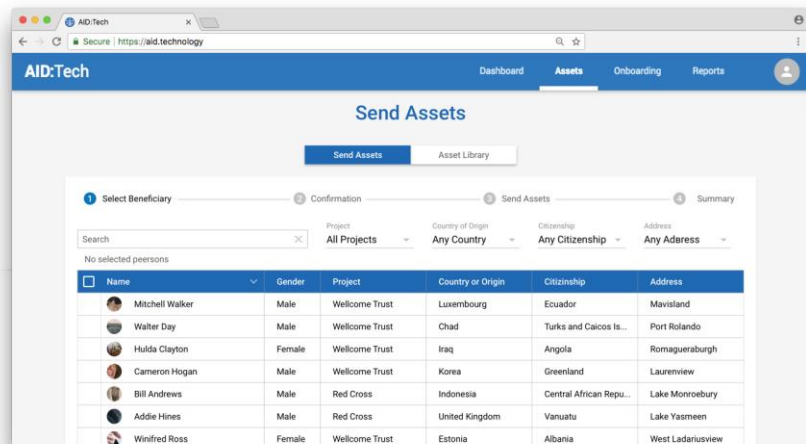 AID:Tech
Secure | https://aid.technology
AID:Tech Dashboard Assets Onboarding Reports
Send Assets
Send Assets Asset Library
1 Select Beneficiary 2 Confirmation 3 Send Assets 4 Summary
Project Country of Origin Citizenship Address
Search All Projects Any Country Any Citizenship Any Adɐress
No selected peersons
Name Gender Project Country or Origin Citizinship Address
Mitchell Walker Male Wellcome Trust Luxembourg Ecuador Mavisland
Walter Day Male Wellcome Trust Chad Turks and Caicos Is... Port Rolando
Hulda Clayton Female Wellcome Trust Iraq Angola Romagueraburgh
Cameron Hogan Male Wellcome Trust Korea Greenland Laurenview
Bill Andrews Male Red Cross Indonesia Central African Repu... Lake Monroebury
Addie Hines Male Red Cross United Kingdom Vanuatu Lake Yasmeen
Winifred Ross Female Wellcome Trust Estonia Albania West Ladariusview